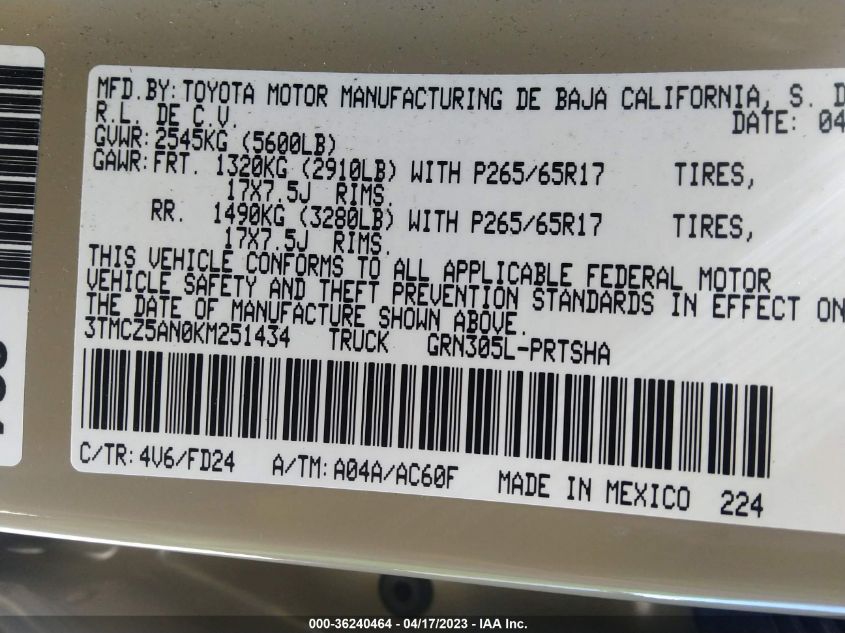 MFD.BY:TOYOTA MOTOR MANUFACTURING DE BAJA CALIFORNIA, S. D
R.L. DE C.V. DATE: 04
GVWR:2545KG (5600LB)
GAWR:FRT. 1320KG (2910LB) WITH P265/65R17 TIRES,
17X7.5J RIMS.
RR. 1490KG (3280LB) WITH P265/65R17 TIRES,
17X7.5J RIMS.
THIS VEHICLE CONFORMS TO ALL APPLICABLE FEDERAL MOTOR
VEHICLE SAFETY AND THEFT PREVENTION STANDARDS IN EFFECT ON
THE DATE OF MANUFACTURE SHOWN ABOVE.
3TMCZ5AN0KM251434 TRUCK GRN305L-PRTSHA
C/TR:4V6/FD24 A/TM:A04A/AC60F MADE IN MEXICO 224
000-36240464 - 04/17/2023 - IAA Inc.